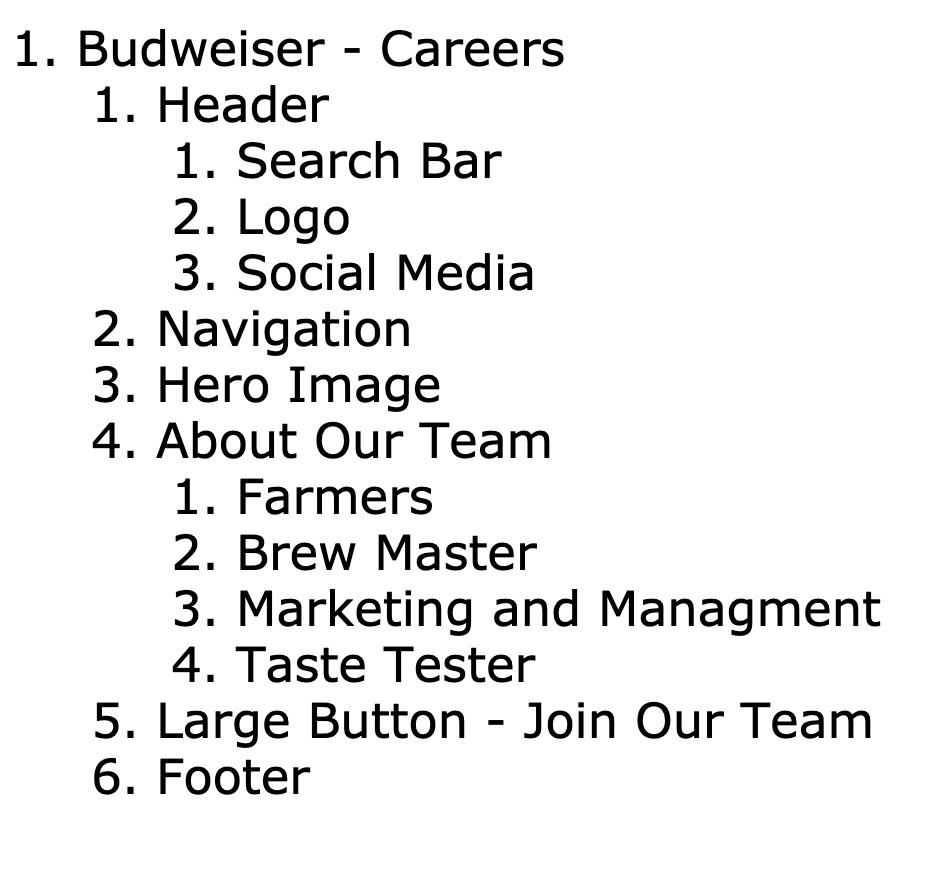 1. Budweiser - Careers
1. Header
1. Search Bar
2. Logo
3. Social Media
2. Navigation
3. Hero Image
4. About Our Team
1. Farmers
2. Brew Master
3. Marketing and Managment
4. Taste Tester
5. Large Button - Join Our Team
6. Footer